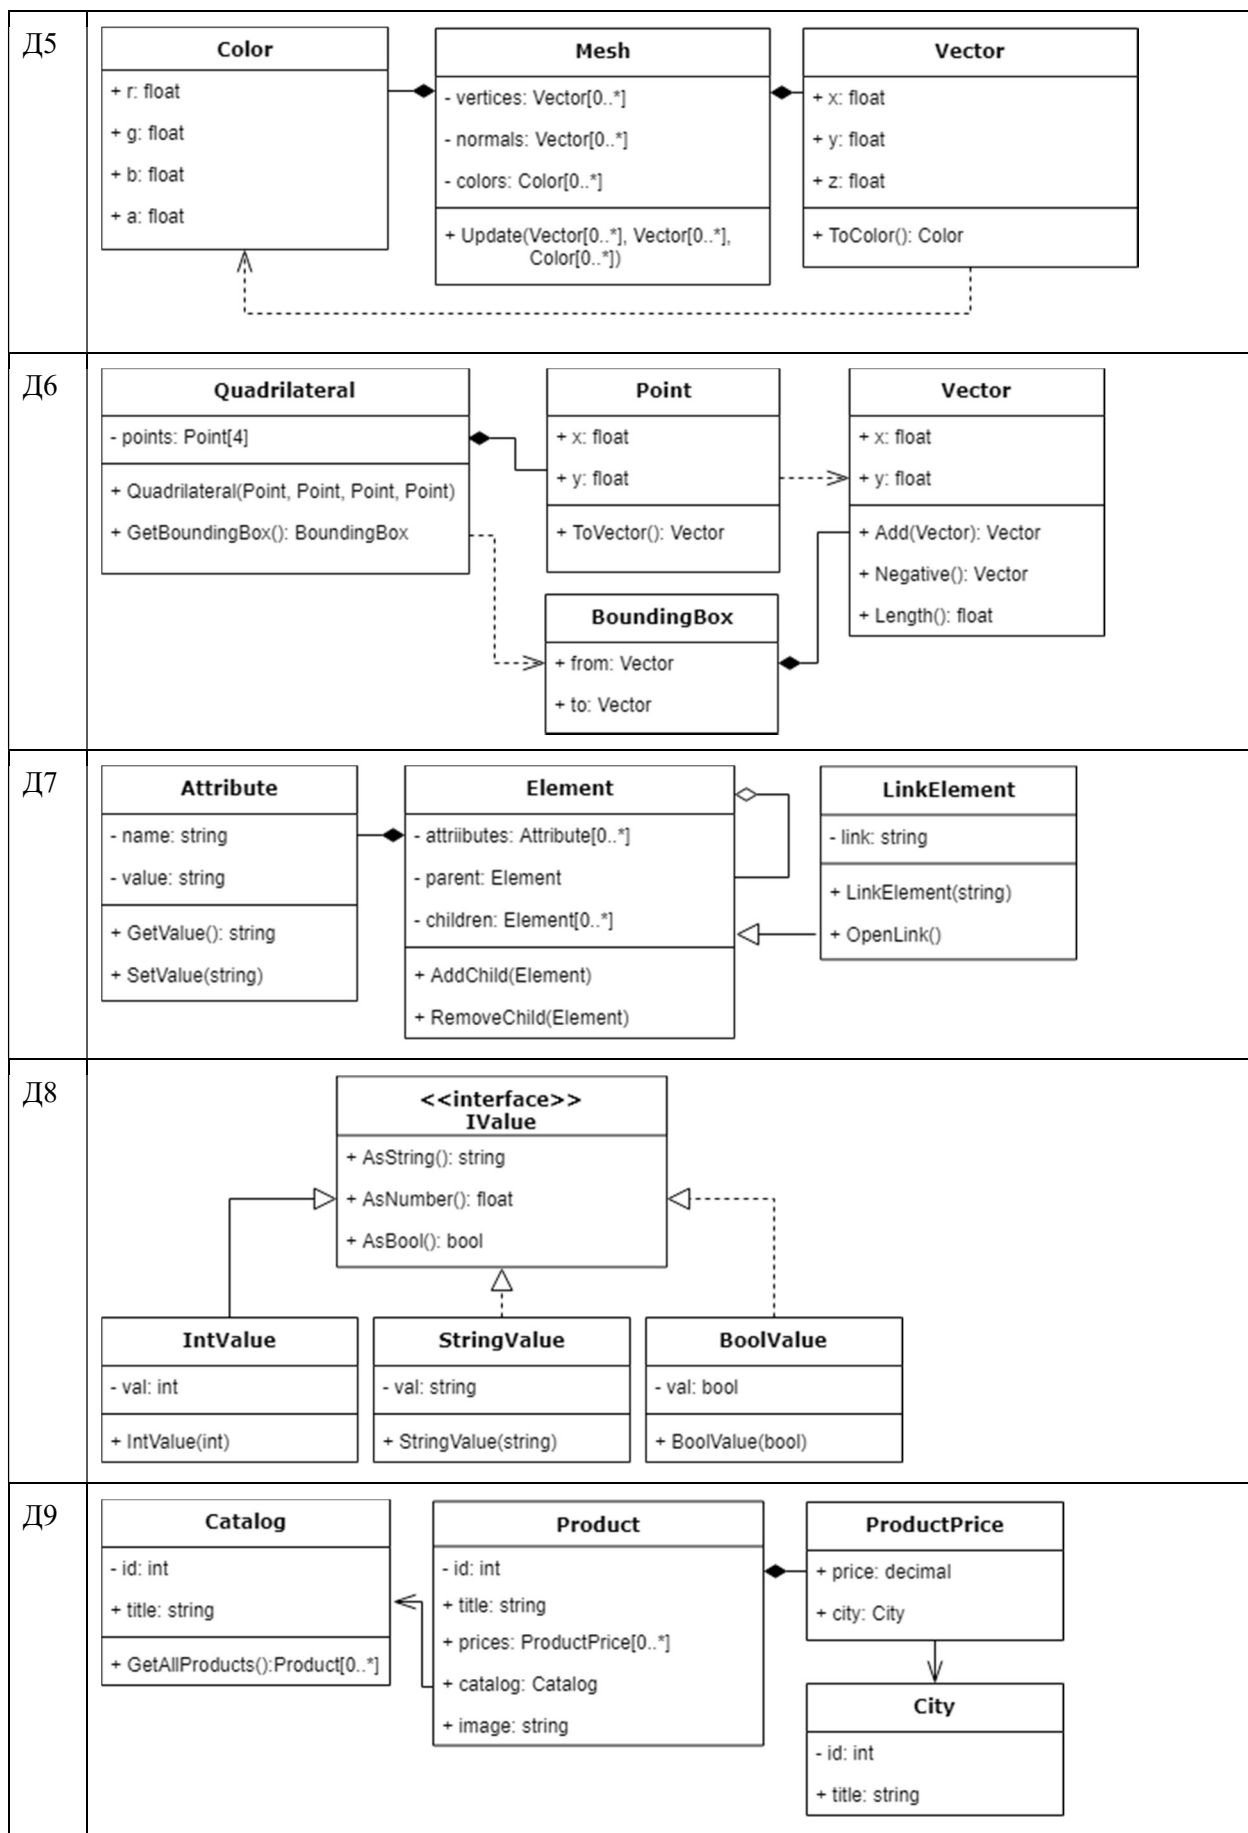 Д5
Color
+ r: float
+ g: float
+ b: float
+ a: float
Mesh
- vertices: Vector[0..*]
- normals: Vector[0..*]
- colors: Color[0..*]
+ Update(Vector[0..*], Vector[0..*],
Color[0..*])
Vector
+ x: float
+ y: float
+ z: float
+ ToColor(): Color
Д6
Quadrilateral
- points: Point[4]
+ Quadrilateral(Point, Point, Point, Point)
+ GetBoundingBox(): BoundingBox
Point
+ x: float
+ y: float
+ ToVector(): Vector
Vector
+ x: float
+ y: float
+ Add(Vector): Vector
+ Negative(): Vector
+ Length(): float
BoundingBox
+ from: Vector
+ to: Vector
Д7
Attribute
- name: string
- value: string
+ GetValue(): string
+ SetValue(string)
Element
- attriibutes: Attribute[0..*]
- parent: Element
- children: Element[0..*]
+ AddChild(Element)
+ RemoveChild(Element)
LinkElement
- link: string
+ LinkElement(string)
+ OpenLink()
Д8
<<interface>>
IValue
+ AsString(): string
+ AsNumber(): float
+ AsBool(): bool
IntValue
- val: int
+ IntValue(int)
StringValue
- val: string
+ StringValue(string)
BoolValue
- val: bool
+ BoolValue(bool)
Д9
Catalog
- id: int
+ title: string
+ GetAllProducts():Product[0..*]
Product
- id: int
+ title: string
+ prices: ProductPrice[0..*]
+ catalog: Catalog
+ image: string
ProductPrice
+ price: decimal
+ city: City
City
- id: int
+ title: string